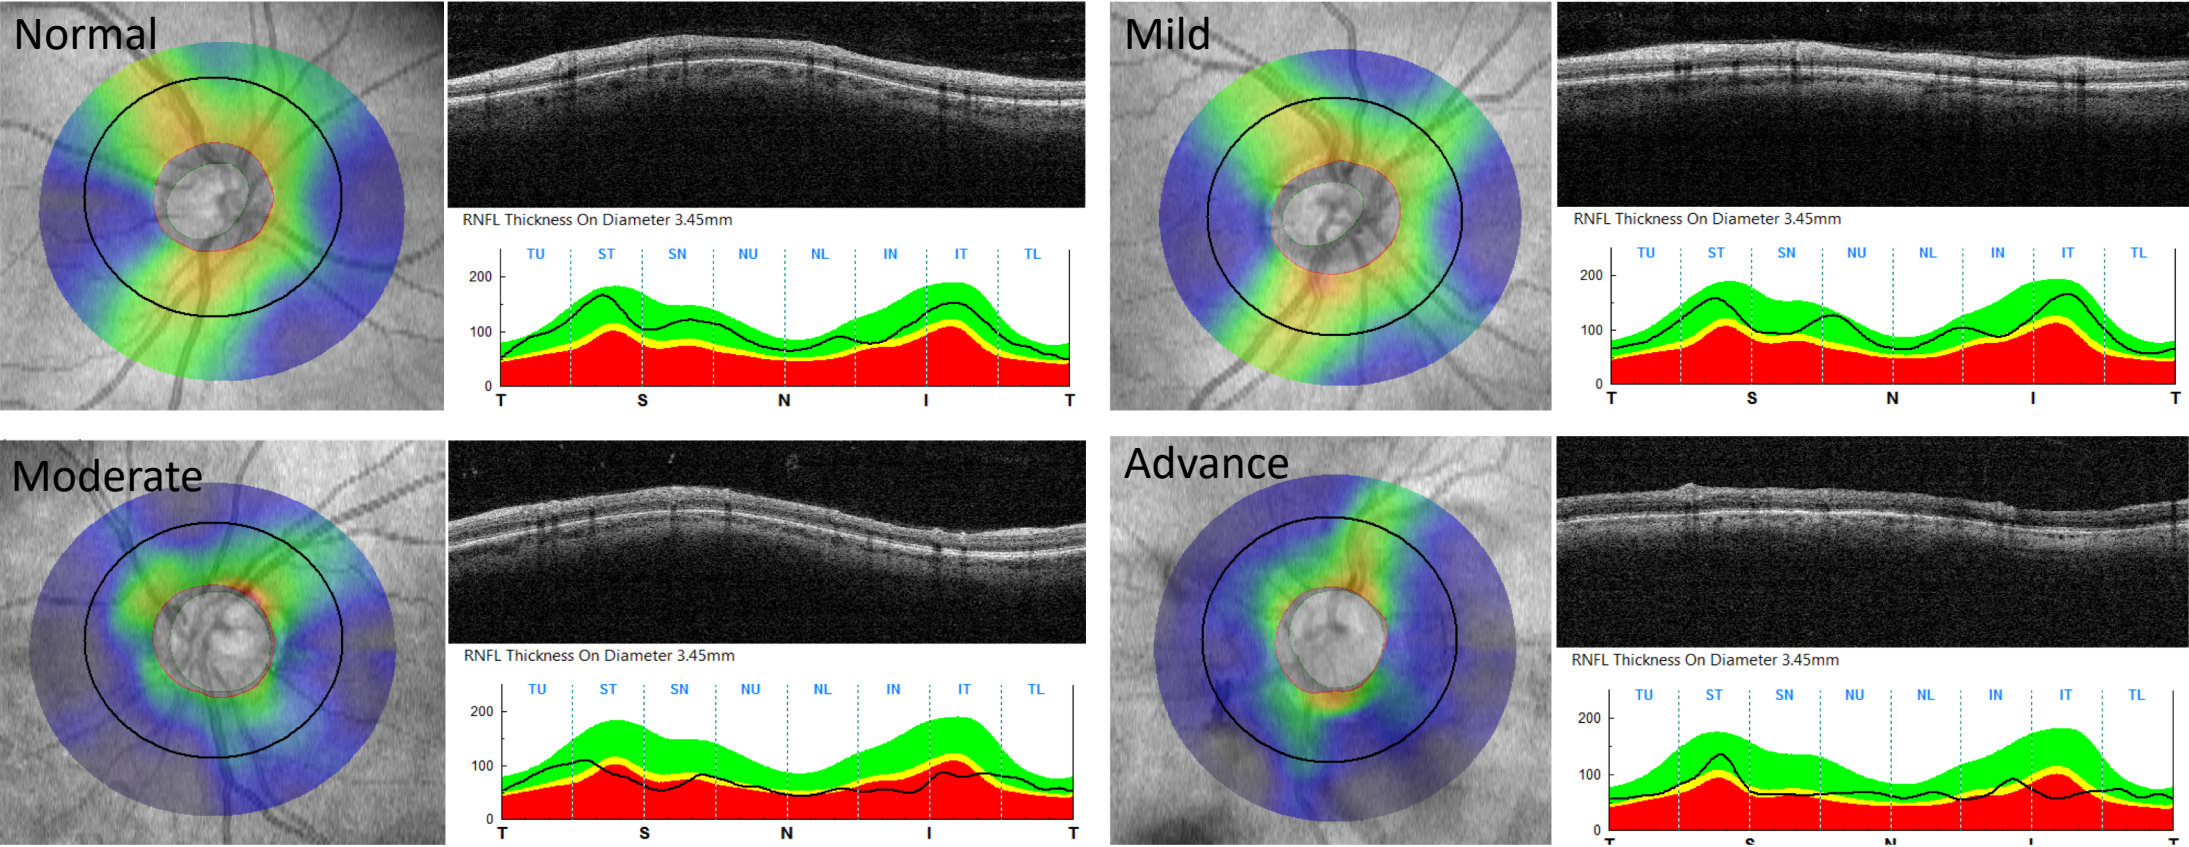 Normal
RNFL Thickness On Diameter 3.45mm
TU ST SN NU NL IN IT TL
200
100
0
T S N I T
Mild
RNFL Thickness On Diameter 3.45mm
TU ST SN NU NL IN IT TL
200
100
0
T S N I T
Moderate
RNFL Thickness On Diameter 3.45mm
TU ST SN NU NL IN IT TL
200
100
0
T S N I T
Advance
RNFL Thickness On Diameter 3.45mm
TU ST SN NU NL IN IT TL
200
100
0
T S N I T